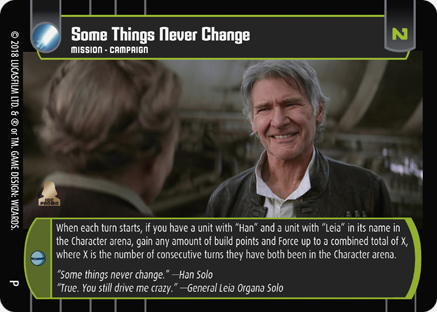 Some Things Never Change
MISSION · CAMPAIGN
N
When each turn starts, if you have a unit with "Han" and a unit with "Leia" in its name in
the Character arena, gain any amount of build points and Force up to a combined total of X,
where X is the number of consecutive turns they have both been in the Character arena.
"Some things never change." —Han Solo
"True. You still drive me crazy." —General Leia Organa Solo
© 2018 LUCASFILM LTD. & ® or TM. GAME DESIGN: WIZARDS.
P